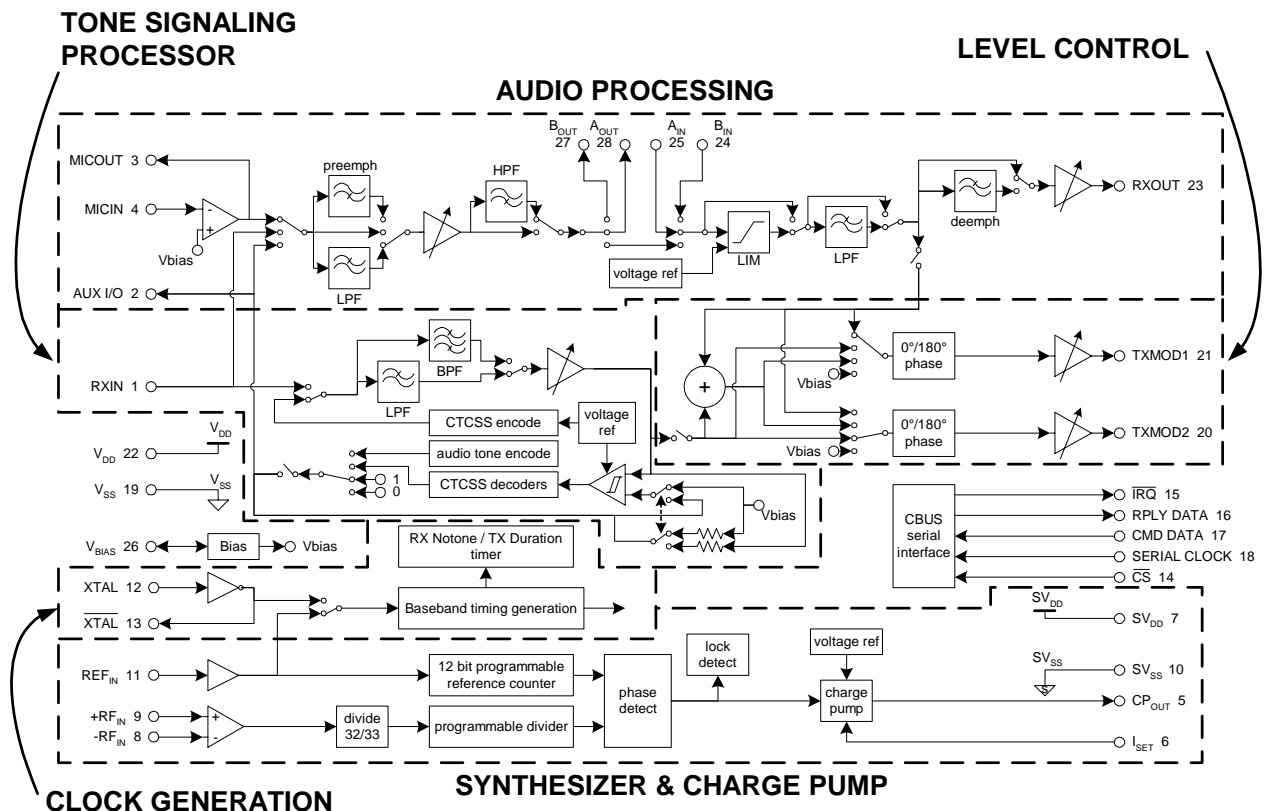 TONE SIGNALING
PROCESSOR
LEVEL CONTROL
AUDIO PROCESSING
BOUT
27
AOUT
28
AIN
25
BIN
24
MICOUT 3
preemph
HPF
RXOUT 23
deemph
MICIN 4
-
+
Vbias
LIM
LPF
voltage ref
LPF
AUX I/O 2
BPF
0°/180°
phase
TXMOD1 21
RXIN 1
LPF
Vbias
+
CTCSS encode
voltage
ref
0°/180°
phase
TXMOD2 20
Vbias
audio tone encode
CTCSS decoders
1
0
Vbias
VDD
VDD 22
VSS
VSS 19
VBIAS 26
Bias
Vbias
RX Notone / TX Duration
timer
CBUS
serial
interface
IRQ 15
RPLY DATA 16
CMD DATA 17
SERIAL CLOCK 18
CS 14
XTAL 12
XTAL 13
Baseband timing generation
SVDD
SVDD 7
SVSS
S
SVSS 10
REFIN 11
12 bit programmable
reference counter
phase
detect
lock
detect
voltage ref
charge
pump
CPOUT 5
+RFIN 9
-RFIN 8
+
-
divide
32/33
programmable divider
ISET 6
SYNTHESIZER & CHARGE PUMP
CLOCK GENERATION